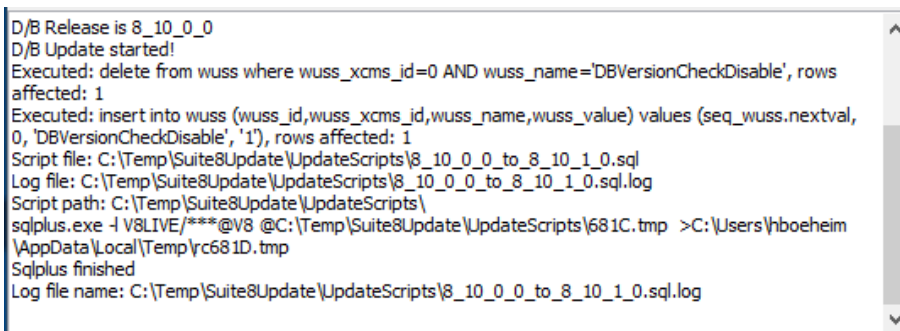 D/B Release is 8_10_0_0
D/B Update started!
Executed: delete from wuss where wuss_xcms_id=0 AND wuss_name='DBVersionCheckDisable', rows
affected: 1
Executed: insert into wuss (wuss_id,wuss_xcms_id,wuss_name,wuss_value) values (seq_wuss.nextval,
0, 'DBVersionCheckDisable', '1'), rows affected: 1
Script file: C:\Temp\Suite8Update\UpdateScripts\8_10_0_0_to_8_10_1_0.sql
Log file: C:\Temp\Suite8Update\UpdateScripts\8_10_0_0_to_8_10_1_0.sql.log
Script path: C:\Temp\Suite8Update\UpdateScripts\
sqlplus.exe -l V8LIVE/***@V8 @C:\Temp\Suite8Update\UpdateScripts\681C.tmp  >C:\Users\hboeheim
\AppData\Local\Temp\rc681D.tmp
Sqlplus finished
Log file name: C:\Temp\Suite8Update\UpdateScripts\8_10_0_0_to_8_10_1_0.sql.log